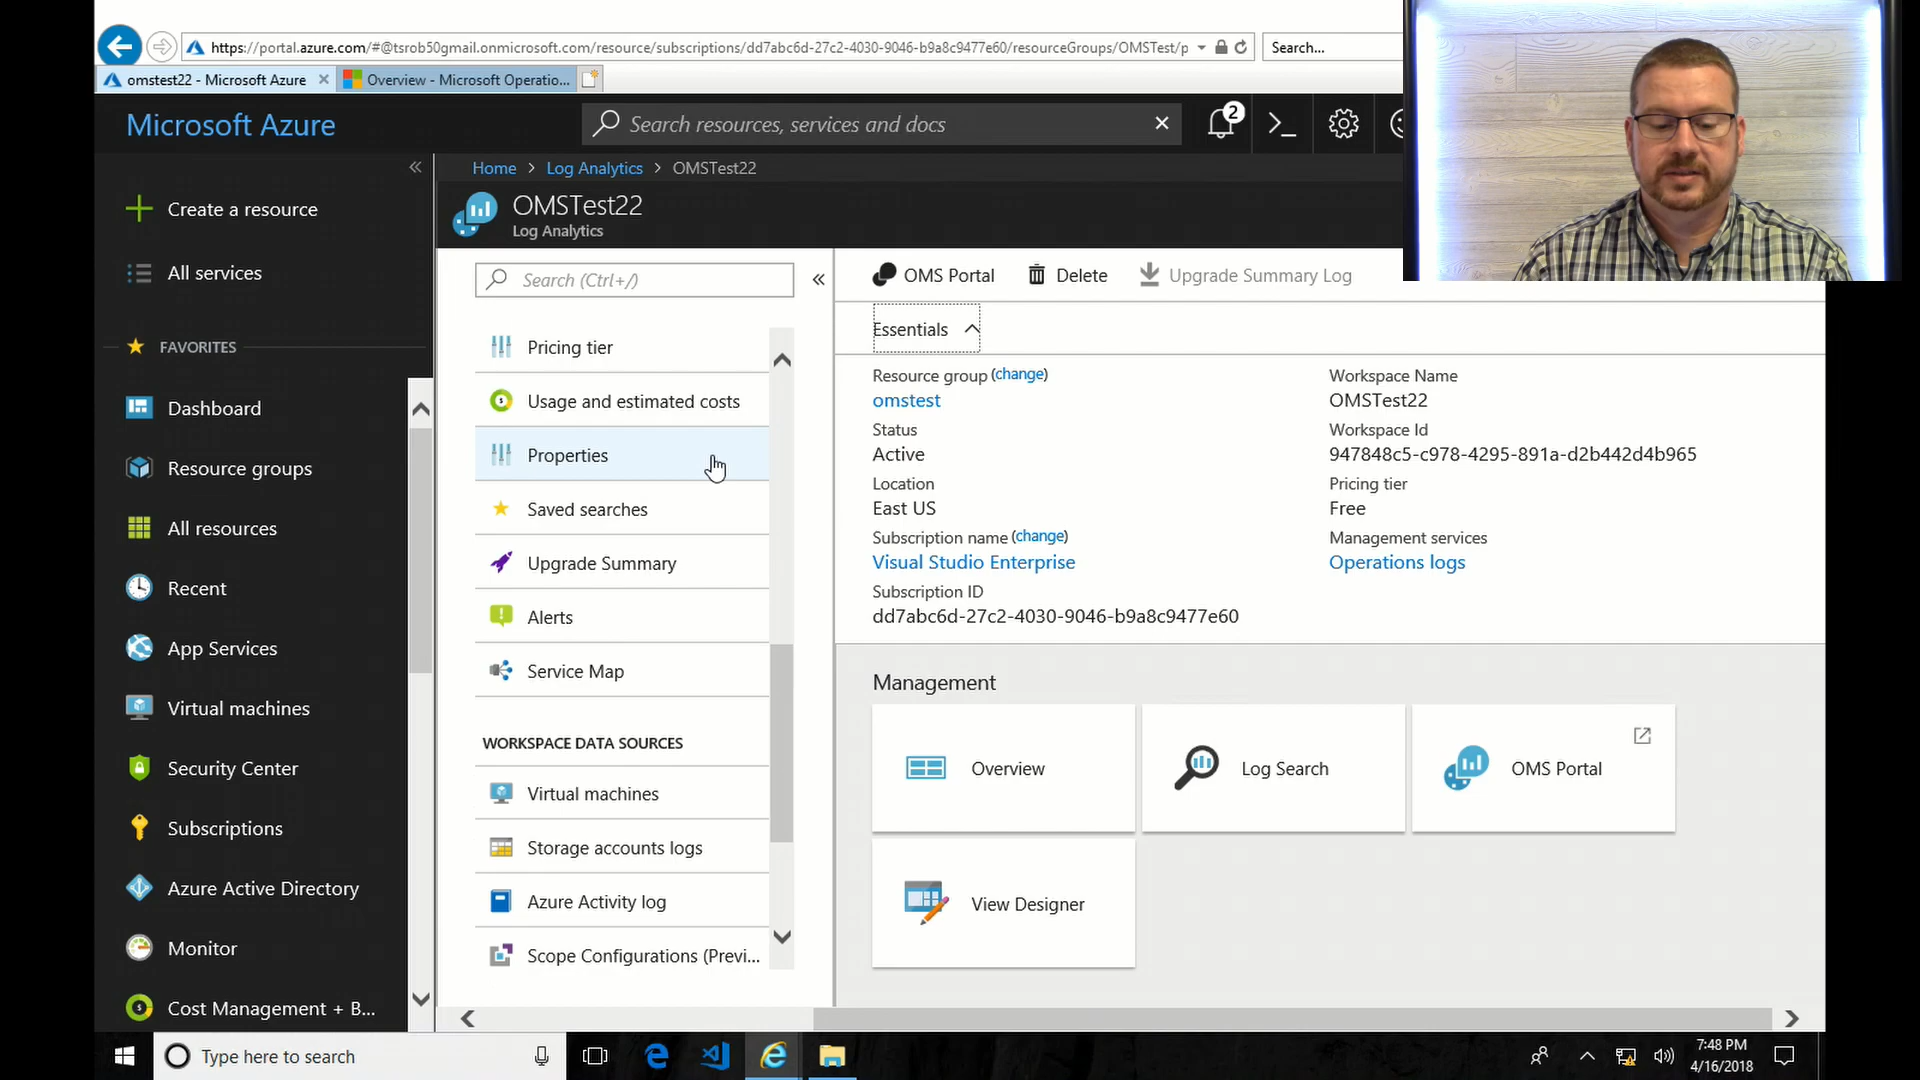 https://portal.azure.com/#@tsrob50gmail.onmicrosoft.com/resource/subscriptions/dd7abc6d-27c2-4030-9046-b9a8c9477e60/resourceGroups/OMSTest/p
Search...
omstest22 - Microsoft Azure
Overview - Microsoft Operatio...
Microsoft Azure
Search resources, services and docs
2
Home > Log Analytics > OMSTest22
OMSTest22
Log Analytics
Create a resource
All services
FAVORITES
Dashboard
Resource groups
All resources
Recent
App Services
Virtual machines
Security Center
Subscriptions
Azure Active Directory
Monitor
Cost Management + B...
Search (Ctrl+/)
Pricing tier
Usage and estimated costs
Properties
Saved searches
Upgrade Summary
Alerts
Service Map
WORKSPACE DATA SOURCES
Virtual machines
Storage accounts logs
Azure Activity log
Scope Configurations (Previ...
OMS Portal
Delete
Upgrade Summary Log
Essentials
Resource group (change)
omstest
Status
Active
Location
East US
Subscription name (change)
Visual Studio Enterprise
Subscription ID
dd7abc6d-27c2-4030-9046-b9a8c9477e60
Workspace Name
OMSTest22
Workspace Id
947848c5-c978-4295-891a-d2b442d4b965
Pricing tier
Free
Management services
Operations logs
Management
Overview
Log Search
OMS Portal
View Designer
Type here to search
7:48 PM
4/16/2018